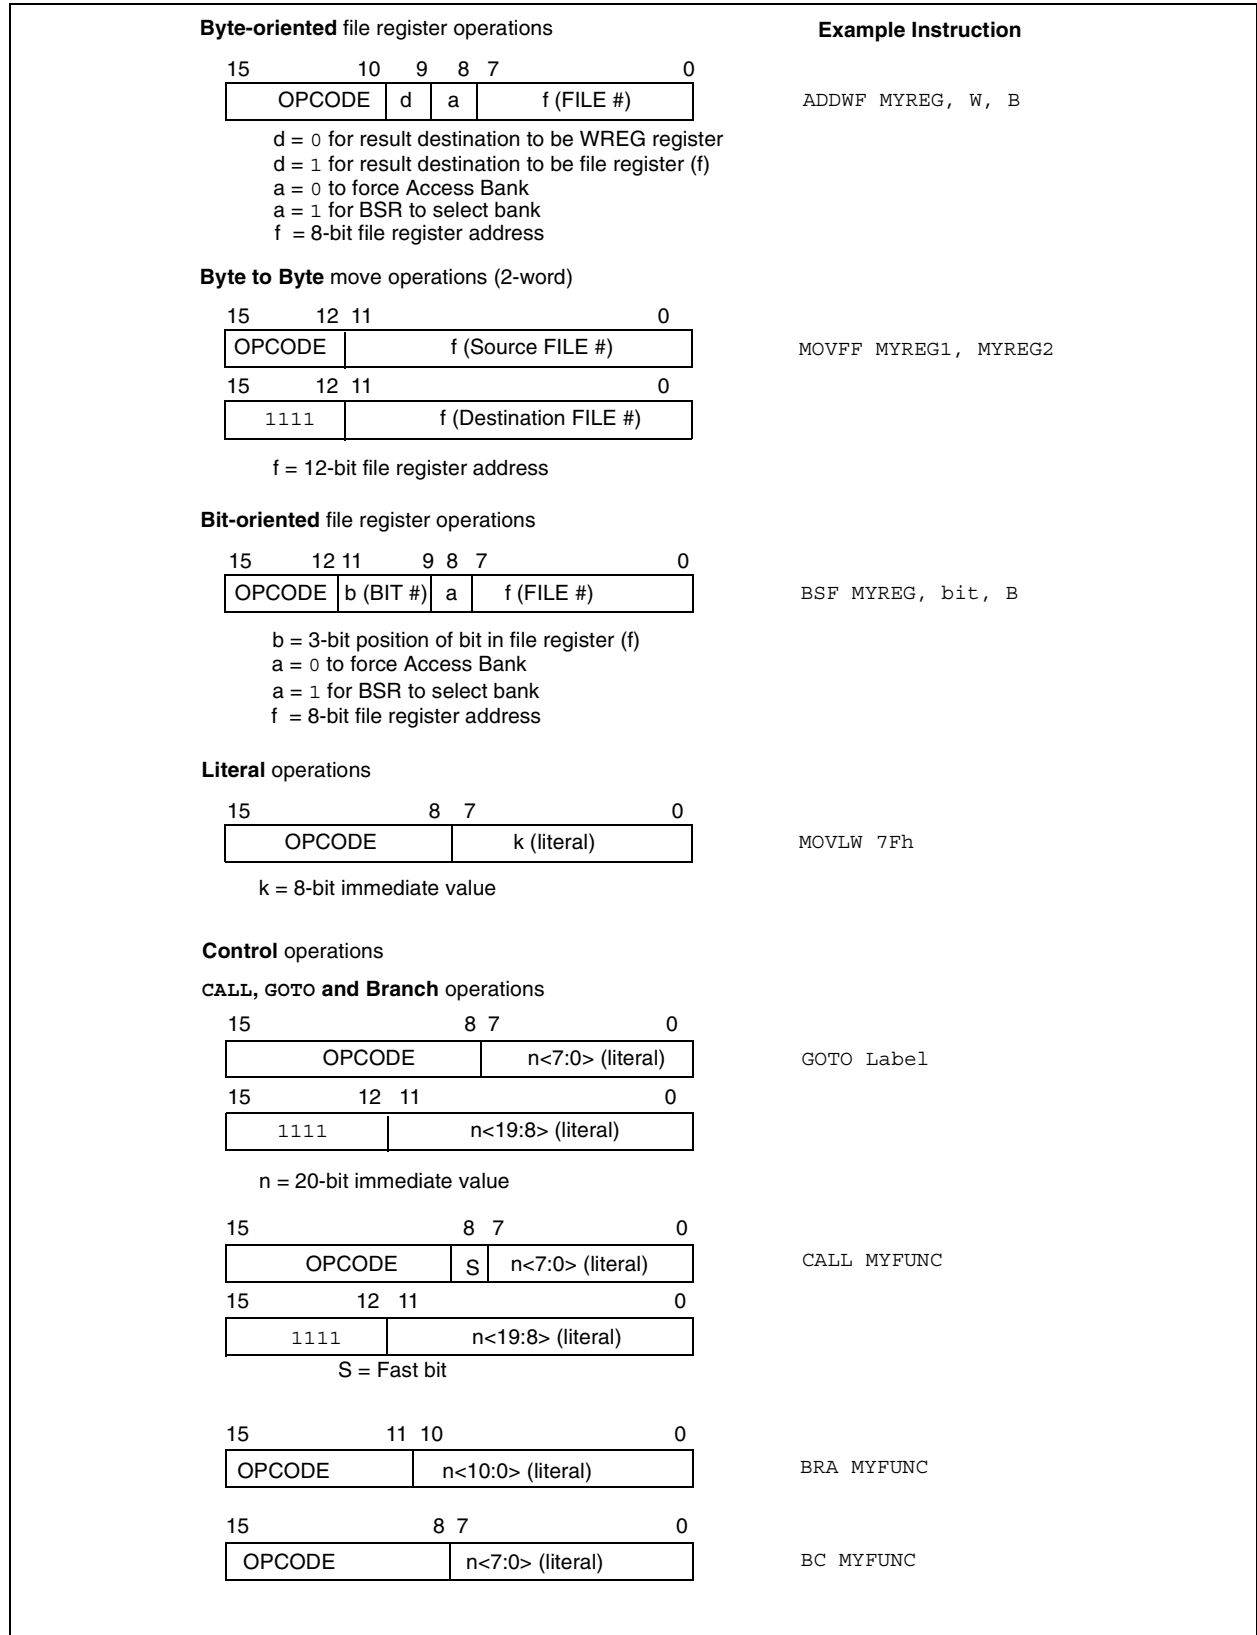 Byte-oriented file register operations Example Instruction
15 10 9 8 7 0
OPCODE d a f (FILE #) ADDWF MYREG, W, B
d = 0 for result destination to be WREG register
d = 1 for result destination to be file register (f)
a = 0 to force Access Bank
a = 1 for BSR to select bank
f = 8-bit file register address
Byte to Byte move operations (2-word)
15 12 11 0
OPCODE f (Source FILE #) MOVFF MYREG1, MYREG2
15 12 11 0
1111 f (Destination FILE #)
f = 12-bit file register address
Bit-oriented file register operations
15 12 11 9 8 7 0
OPCODE b (BIT #) a f (FILE #) BSF MYREG, bit, B
b = 3-bit position of bit in file register (f)
a = 0 to force Access Bank
a = 1 for BSR to select bank
f = 8-bit file register address
Literal operations
15 8 7 0
OPCODE k (literal) MOVLW 7Fh
k = 8-bit immediate value
Control operations
CALL, GOTO and Branch operations
15 8 7 0
OPCODE n<7:0> (literal) GOTO Label
15 12 11 0
1111 n<19:8> (literal)
n = 20-bit immediate value
15 8 7 0
OPCODE S n<7:0> (literal) CALL MYFUNC
15 12 11 0
1111 n<19:8> (literal)
S = Fast bit
15 11 10 0
OPCODE n<10:0> (literal) BRA MYFUNC
15 8 7 0
OPCODE n<7:0> (literal) BC MYFUNC